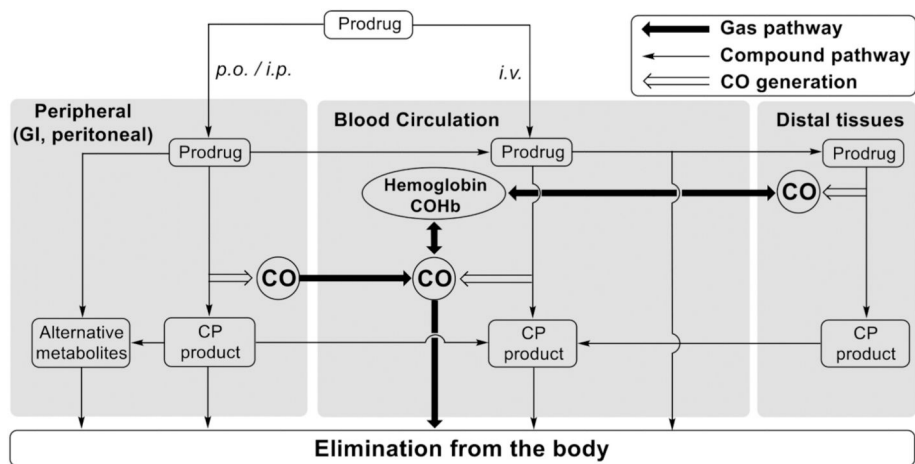 Prodrug
Gas pathway
Compound pathway
CO generation
p.o. / i.p.
i.v.
Peripheral
(GI, peritoneal)
Blood Circulation
Distal tissues
Prodrug
Prodrug
Prodrug
Hemoglobin
COHb
CO
CO
CO
Alternative
metabolites
CP
product
CP
product
CP
product
Elimination from the body